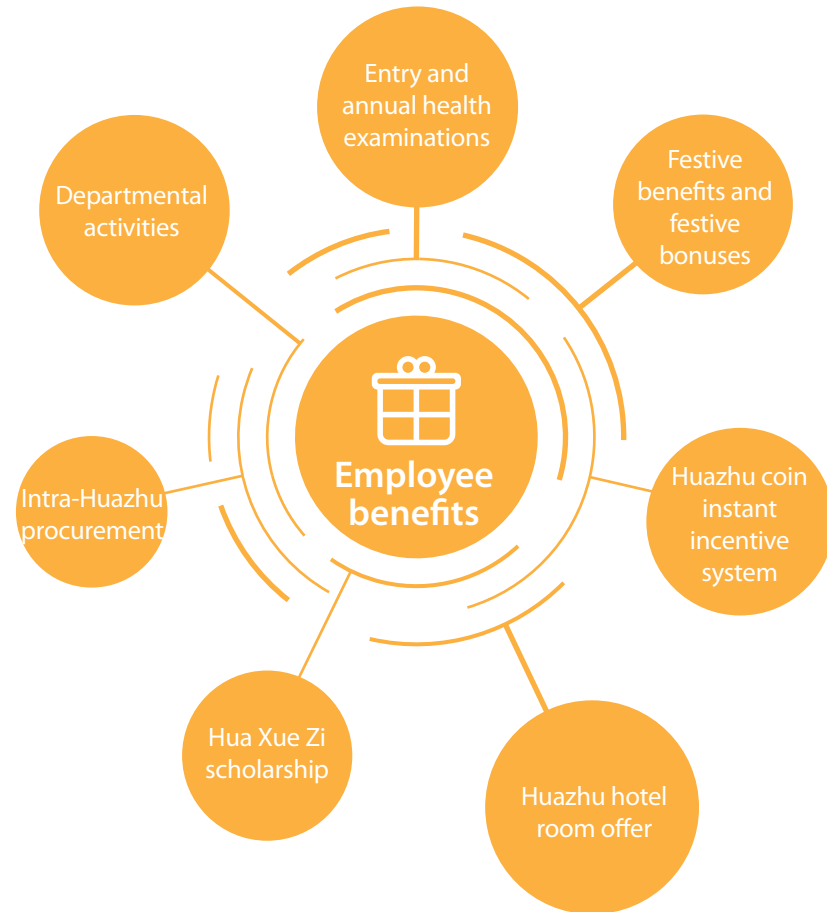 Entry and
annual health
examinations
Festive
benefits and
festive
bonuses
Departmental
activities
Employee
benefits
Huazhu coin
instant
incentive
system
Intra-Huazhu
procurement
Hua Xue Zi
scholarship
Huazhu hotel
room offer